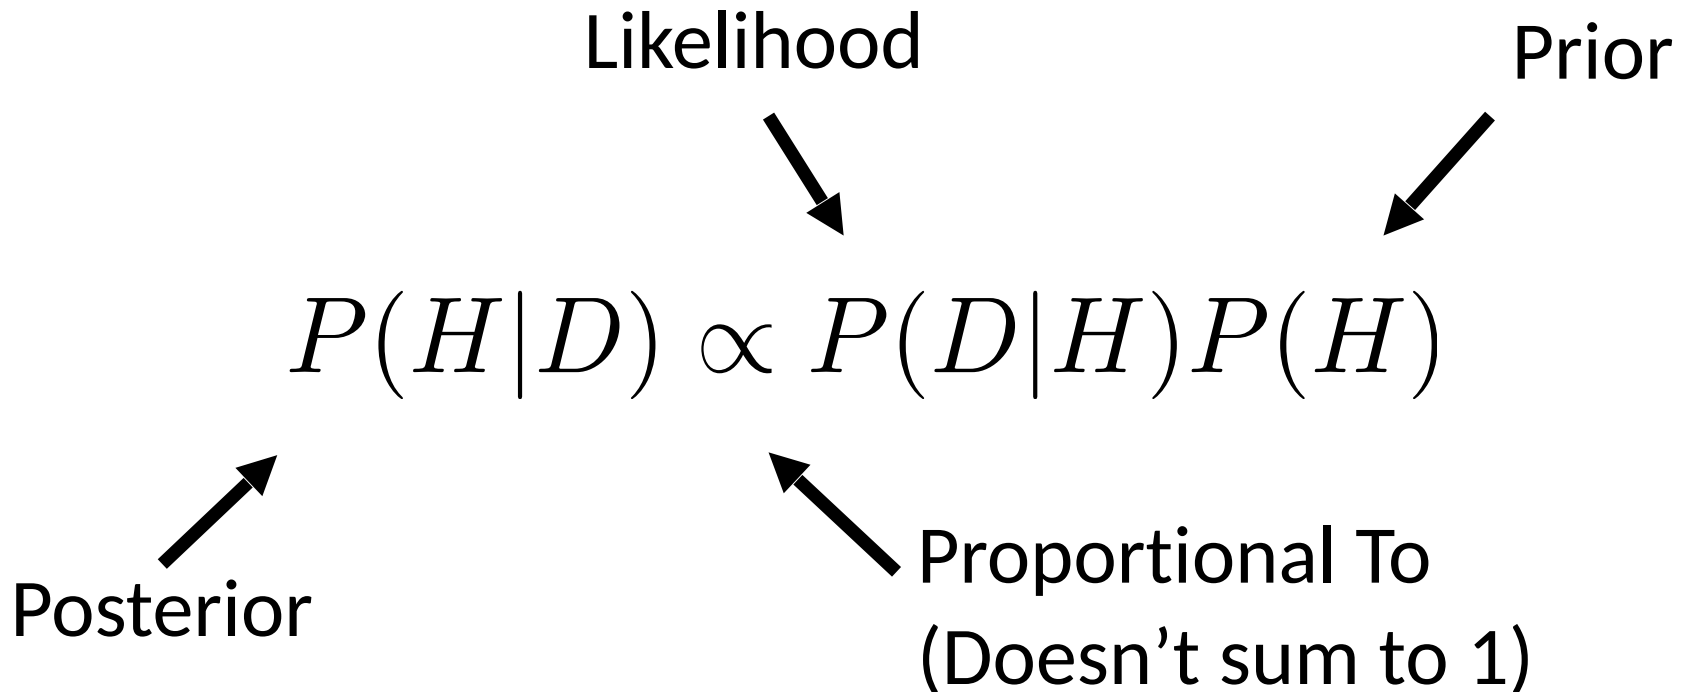 Likelihood
Prior
P(H|D) ∝ P(D|H)P(H)
Posterior
Proportional To
(Doesn’t sum to 1)